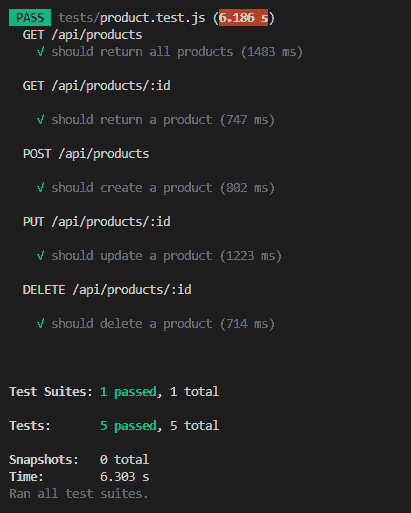 PASS tests/product.test.js (6.186 s)
GET /api/products
√ should return all products (1483 ms)
GET /api/products/:id
√ should return a product (747 ms)
POST /api/products
√ should create a product (802 ms)
PUT /api/products/:id
√ should update a product (1223 ms)
DELETE /api/products/:id
√ should delete a product (714 ms)
Test Suites: 1 passed, 1 total
Tests: 5 passed, 5 total
Snapshots: 0 total
Time: 6.303 s
Ran all test suites.